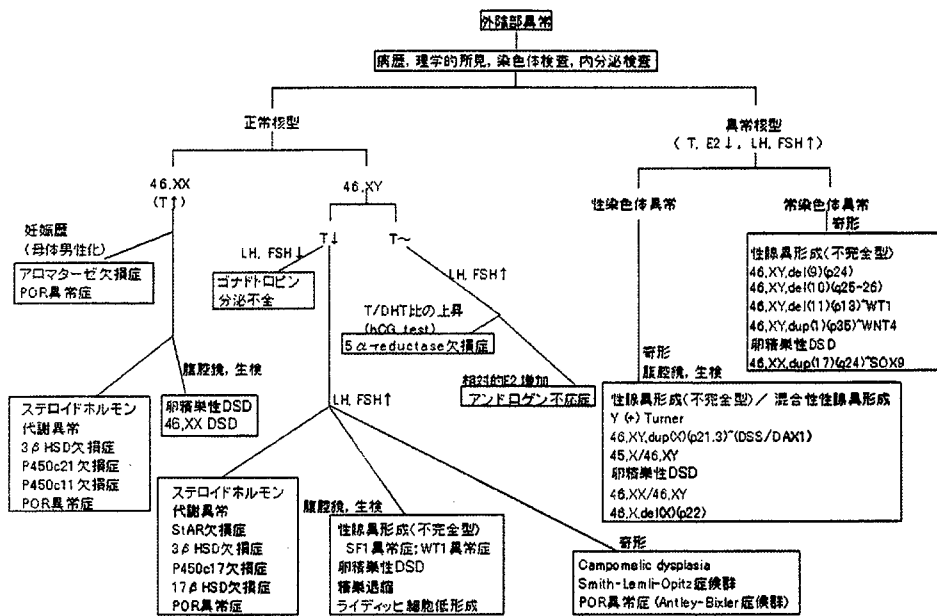 外陰部異常
病歴, 理学的所見, 染色体検査, 内分泌検査
正常核型
異常核型
( T, E2↓, LH, FSH↑)
46,XX
(T↑)
46,XY
性染色体異常
常染色体異常
妊娠歴
(母体男性化)
アロマターゼ欠損症
POR異常症
T↓
T～
LH, FSH↓
ゴナドトロピン
分泌不全
LH, FSH↑
T/DHT比の上昇
(hCG test)
5α-reductase欠損症
相対的E2増加
アンドロゲン不応症
奇形
性腺異形成(不完全型)
46,XY,del(9)(p24)
46,XY,del(10)(q25-26)
46,XY,del(11)(p13)~WT1
46,XY,dup(1)(p35)~WNT4
卵精巣性DSD
46,XX,dup(17)(q24)~SOX9
腹腔鏡, 生検
卵精巣性DSD
46,XX DSD
ステロイドホルモン
代謝異常
3βHSD欠損症
P450c21欠損症
P450c11欠損症
POR異常症
LH, FSH↑
奇形
腹腔鏡, 生検
性腺異形成(不完全型) / 混合性性腺異形成
Y (+) Turner
46,XY,dup(X)(p21.3)~(DSS/DAX1)
45,X/46,XY
卵精巣性DSD
46,XX/46,XY
46,X,del(X)(p22)
ステロイドホルモン
代謝異常
StAR欠損症
3βHSD欠損症
P450c17欠損症
17βHSD欠損症
POR異常症
腹腔鏡, 生検
性腺異形成(不完全型)
SF1異常症; WT1異常症
卵精巣性DSD
精巣退縮
ライディッヒ細胞低形成
奇形
Campomelic dysplasia
Smith-Lemli-Opitz症候群
POR異常症 (Antley-Bixler症候群)